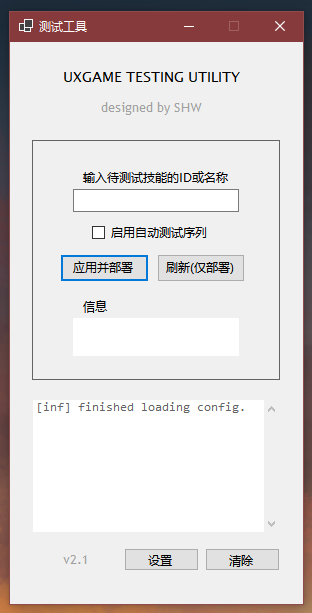 测试工具
UXGAME TESTING UTILITY
designed by SHW
输入待测试技能的ID或名称
启用自动测试序列
应用并部署 刷新(仅部署)
信息
[inf] finished loading config.
v2.1 设置 清除